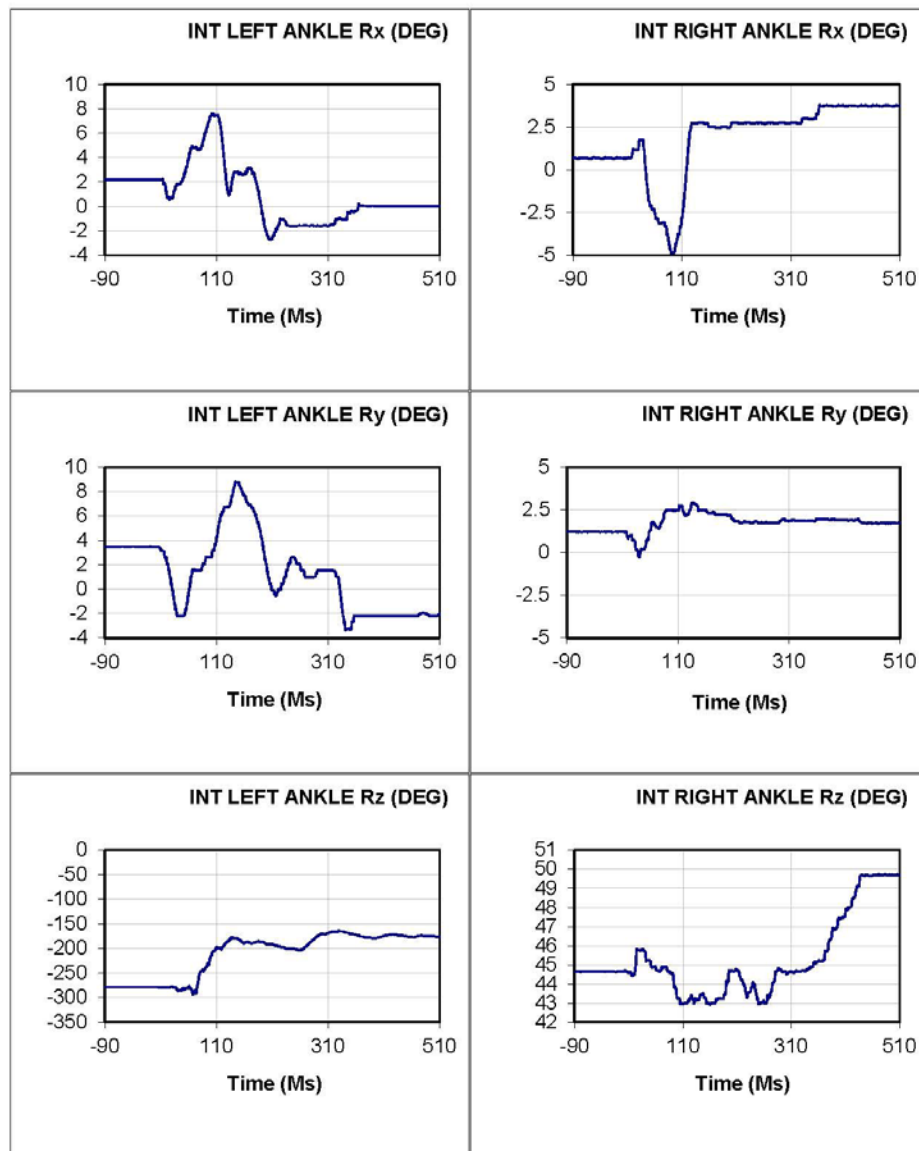 INT LEFT ANKLE Rx (DEG)
10
8
6
4
2
0
-2
-4
-90 110 310 510
Time (Ms)
INT RIGHT ANKLE Rx (DEG)
5
2.5
0
-2.5
-5
-90 110 310 510
Time (Ms)
INT LEFT ANKLE Ry (DEG)
10
8
6
4
2
0
-2
-4
-90 110 310 510
Time (Ms)
INT RIGHT ANKLE Ry (DEG)
5
2.5
0
-2.5
-5
-90 110 310 510
Time (Ms)
INT LEFT ANKLE Rz (DEG)
0
-50
-100
-150
-200
-250
-300
-350
-90 110 310 510
Time (Ms)
INT RIGHT ANKLE Rz (DEG)
51
50
49
48
47
46
45
44
43
42
-90 110 310 510
Time (Ms)